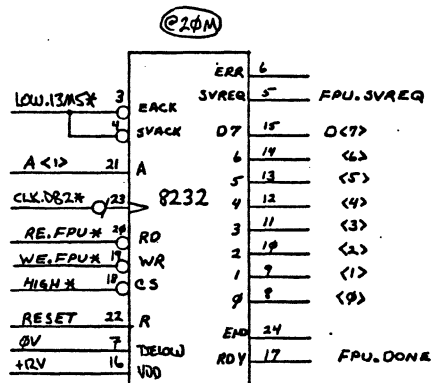 @20M
ERR 6
LOW.13MS* 3 EACK SVREQ 5 FPU.SVREQ
4 SVACK D7 15 D<7>
6 14 <6>
A<1> 21 A 5 13 <5>
CLK.DB2* 23 8232 4 12 <4>
RE.FPU* 20 RD 3 11 <3>
WE.FPU* 19 WR 2 10 <2>
HIGH* 18 CS 1 9 <1>
0 8 <0>
RESET 22 R END 24
0V 7
+12V 16 VDD RDY 17 FPU.DONE